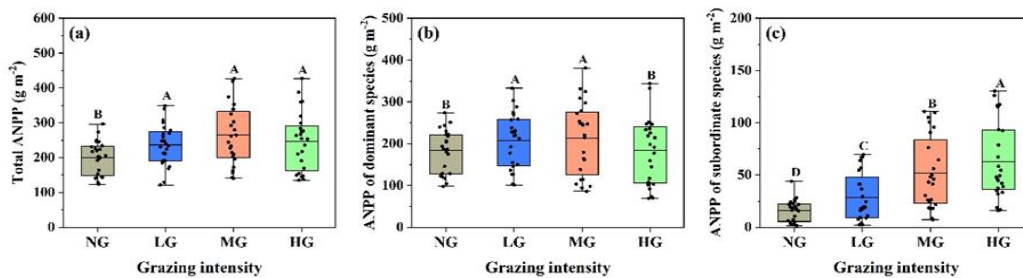 (a)
Total ANPP (g m⁻²)
600
500
400
300
200
100
0
B
A
A
A
NG LG MG HG
Grazing intensity
(b)
ANPP of dominant species (g m⁻²)
500
400
300
200
100
0
B
A
A
B
NG LG MG HG
Grazing intensity
(c)
ANPP of subordinate species (g m⁻²)
200
150
100
50
0
D
C
B
A
NG LG MG HG
Grazing intensity